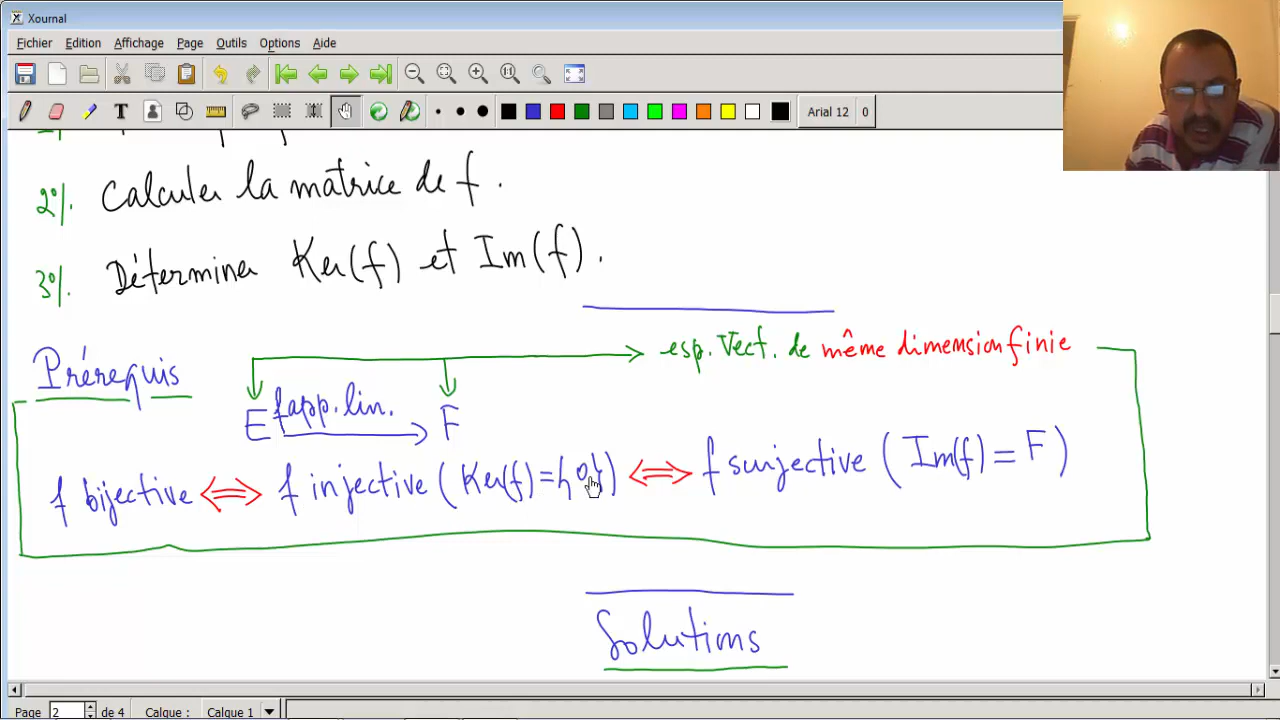 Xournal
Fichier Edition Affichage Page Outils Options Aide
Arial 12 0
2°/. Calculer la matrice de f.
3°/. Déterminer Ker(f) et Im(f).
Prérequis
esp. Vect. de même dimension finie
E f app. lin. F
f bijective ⟺ f injective (Ker(f)={0}) ⟺ f surjective (Im(f)=F)
Solutions
Page 2 de 4 Calque : Calque 1